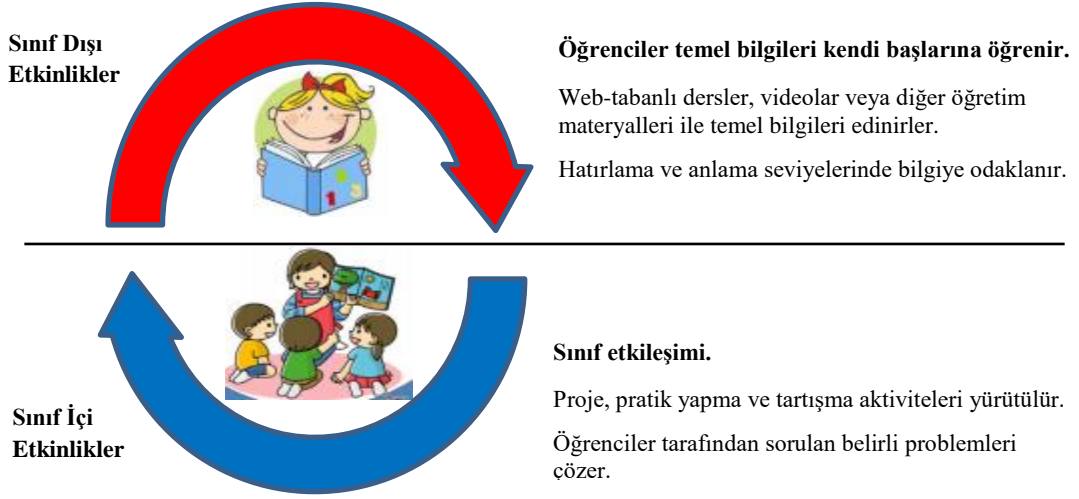 Sınıf Dışı
Etkinlikler
Öğrenciler temel bilgileri kendi başlarına öğrenir.
Web-tabanlı dersler, videolar veya diğer öğretim
materyalleri ile temel bilgileri edinirler.
Hatırlama ve anlama seviyelerinde bilgiye odaklanır.
Sınıf İçi
Etkinlikler
Sınıf etkileşimi.
Proje, pratik yapma ve tartışma aktiviteleri yürütülür.
Öğrenciler tarafından sorulan belirli problemleri
çözer.